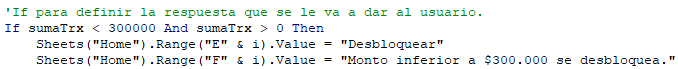 'If para definir la respuesta que se le va a dar al usuario.
If sumaTrx < 300000 And sumaTrx > 0 Then
    Sheets("Home").Range("E" & i).Value = "Desbloquear"
    Sheets("Home").Range("F" & i).Value = "Monto inferior a $300.000 se desbloquea."